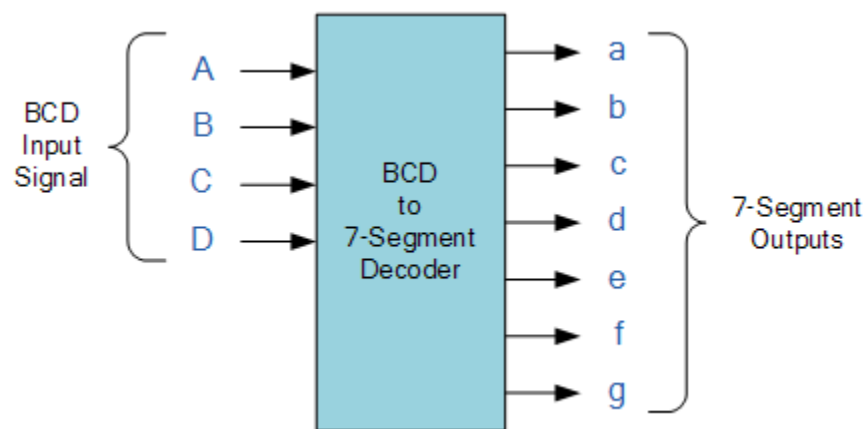 BCD
Input
Signal
A
B
C
D
BCD
to
7-Segment
Decoder
a
b
c
d
e
f
g
7-Segment
Outputs